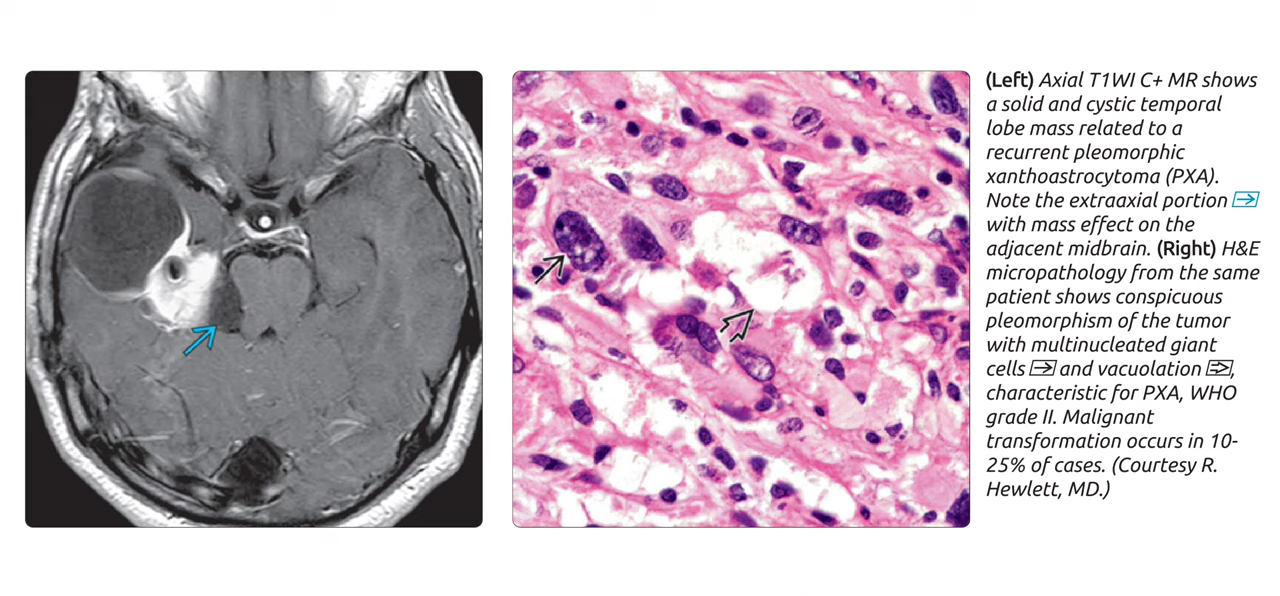 (Left) Axial T1WI C+ MR shows
a solid and cystic temporal
lobe mass related to a
recurrent pleomorphic
xanthoastrocytoma (PXA).
Note the extraaxial portion
with mass effect on the
adjacent midbrain. (Right) H&E
micropathology from the same
patient shows conspicuous
pleomorphism of the tumor
with multinucleated giant
cells and vacuolation ,
characteristic for PXA, WHO
grade II. Malignant
transformation occurs in 10-
25% of cases. (Courtesy R.
Hewlett, MD.)